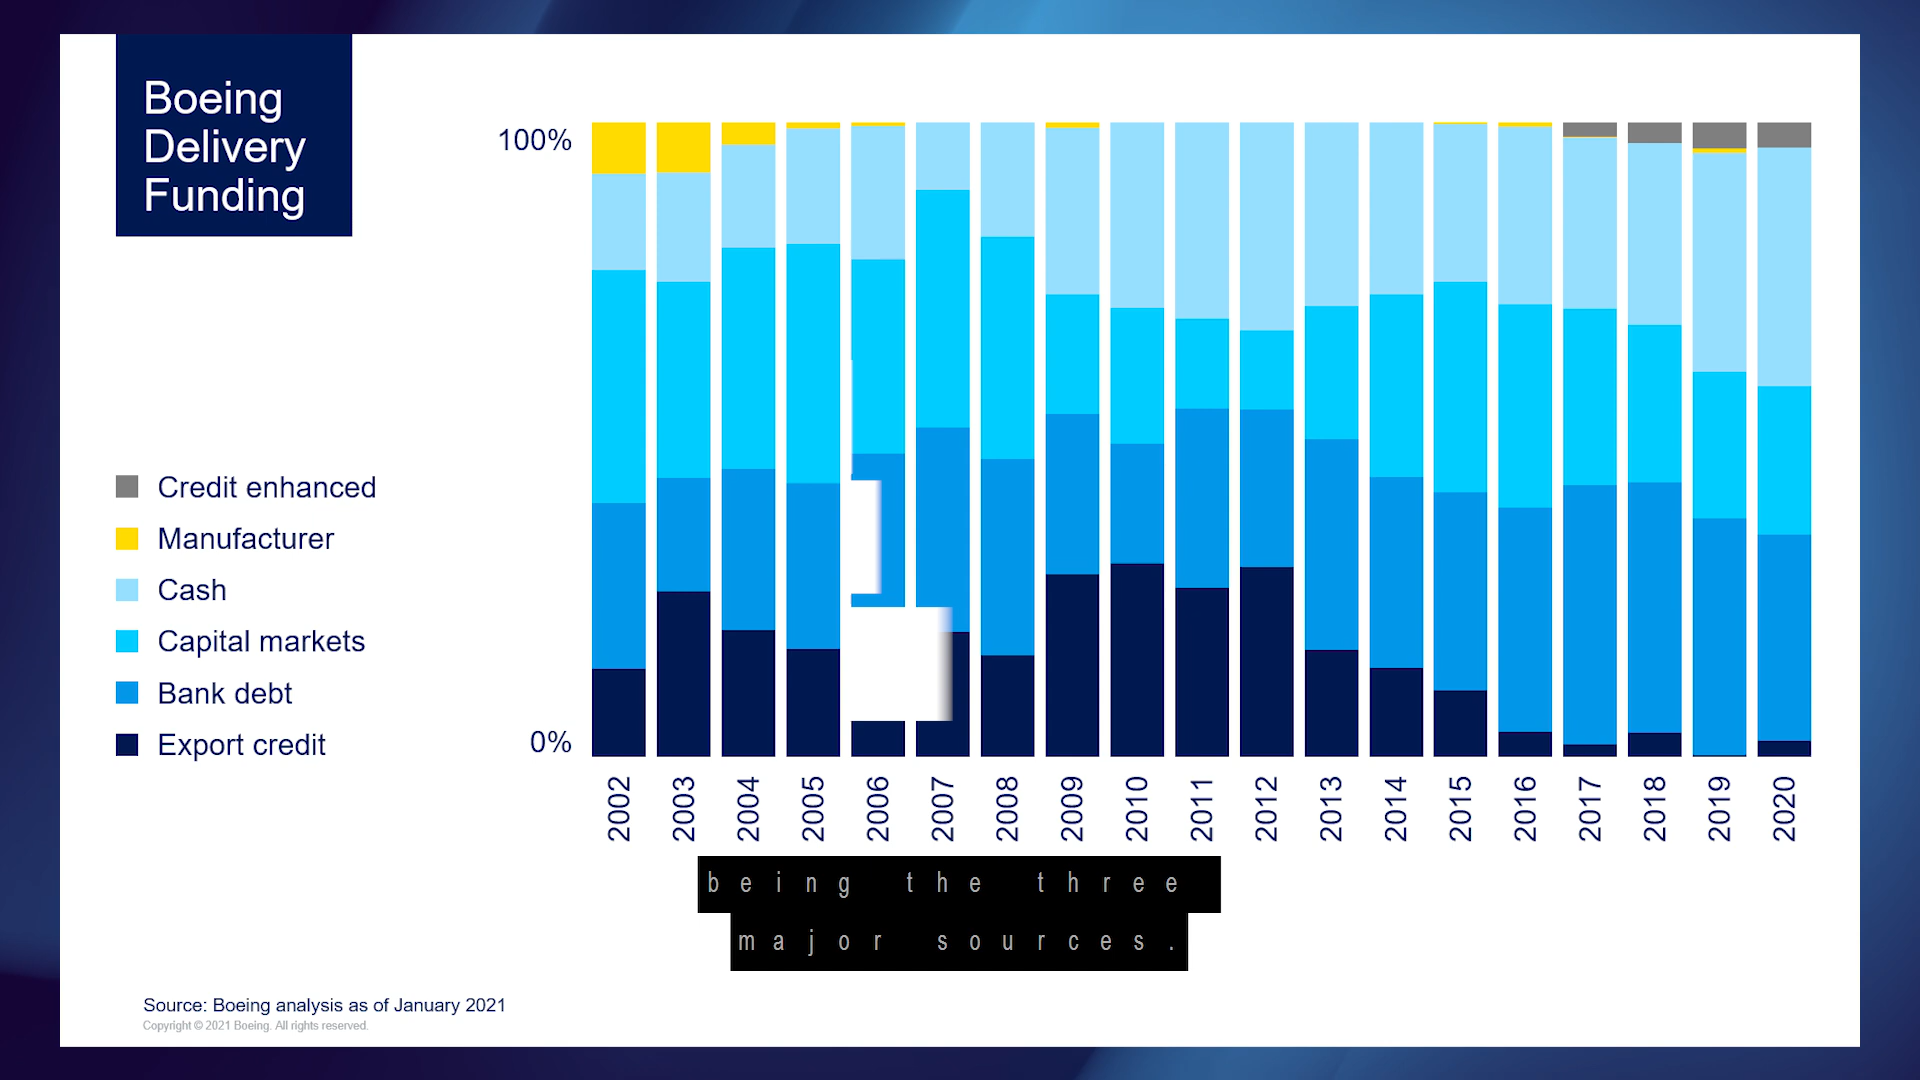 Boeing
Delivery
Funding
100%
0%
Credit enhanced
Manufacturer
Cash
Capital markets
Bank debt
Export credit
2002
2003
2004
2005
2006
2007
2008
2009
2010
2011
2012
2013
2014
2015
2016
2017
2018
2019
2020
being the three
major sources.
Source: Boeing analysis as of January 2021
Copyright © 2021 Boeing. All rights reserved.